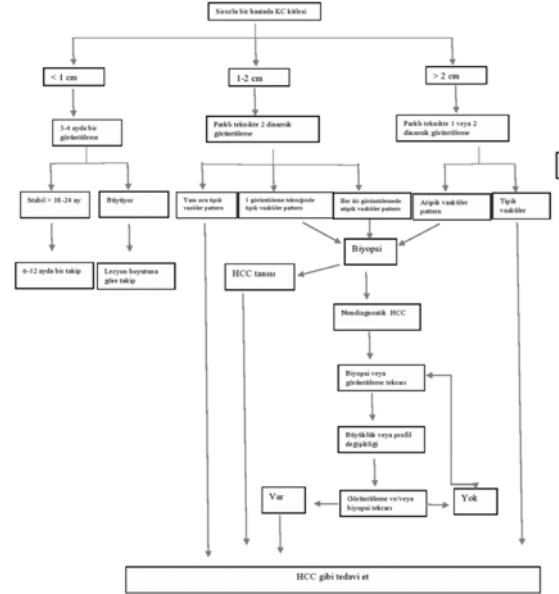 Sirozlu bir hastada KC kitlesi
< 1 cm
1-2 cm
> 2 cm
3-4 ayda bir
görüntüleme
Farklı teknikte 2 dinamik
görüntüleme
Farklı teknikte 1 veya 2
dinamik görüntüleme
Stabil > 18-24 ay
Büyüyor
tipik
pattern
1 görüntüleme tekniğinde
tipik vasküler pattern
Her iki görüntülemede
atipik vasküler pattern
Atipik vasküler
pattern
Tipik
vasküler
6-12 ayda bir takip
Lezyon boyutuna
göre takip
Biyopsi
HCC tanısı
Nondiagnostik HCC
Biyopsi veya
görüntüleme tekrarı
Büyüklük veya profil
değişikliği
Var
Görüntüleme ve/veya
biyopsi tekrarı
Yok
HCC gibi tedavi et